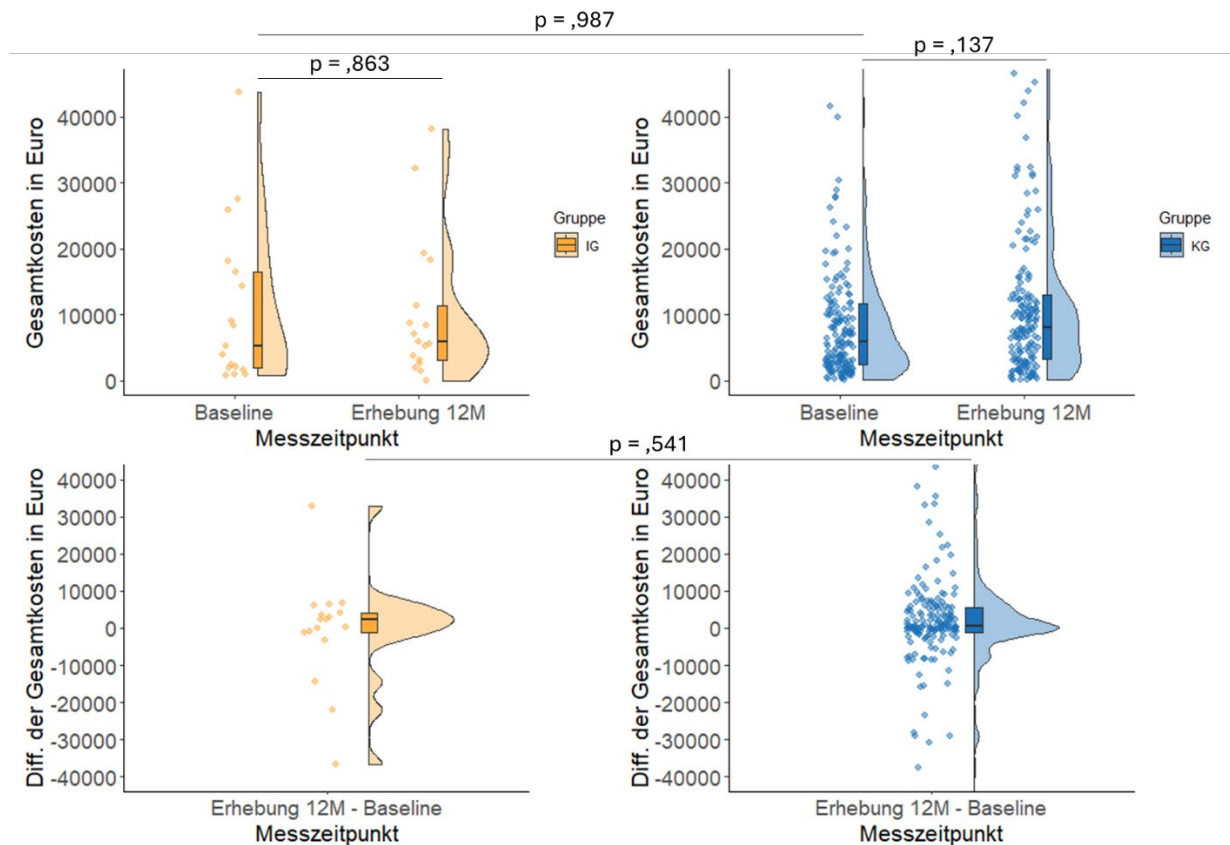 p = ,987
p = ,863
p = ,137
Gesamtkosten in Euro
40000
30000
20000
10000
0
Baseline
Erhebung 12M
Messzeitpunkt
Gruppe
IG
Gesamtkosten in Euro
40000
30000
20000
10000
0
Baseline
Erhebung 12M
Messzeitpunkt
Gruppe
KG
p = ,541
Diff. der Gesamtkosten in Euro
40000
30000
20000
10000
0
-10000
-20000
-30000
-40000
Erhebung 12M - Baseline
Messzeitpunkt
Diff. der Gesamtkosten in Euro
40000
30000
20000
10000
0
-10000
-20000
-30000
-40000
Erhebung 12M - Baseline
Messzeitpunkt